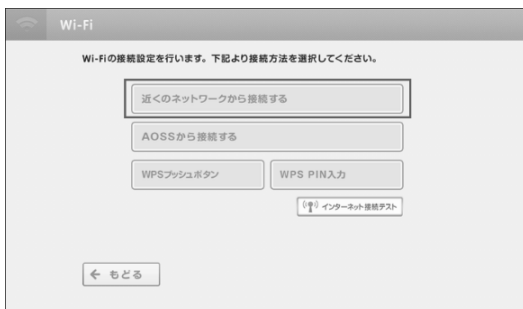 Wi-Fi
Wi-Fiの接続設定を行います。下記より接続方法を選択してください。
近くのネットワークから接続する
AOSSから接続する
WPSプッシュボタン
WPS PIN入力
インターネット接続テスト
← もどる